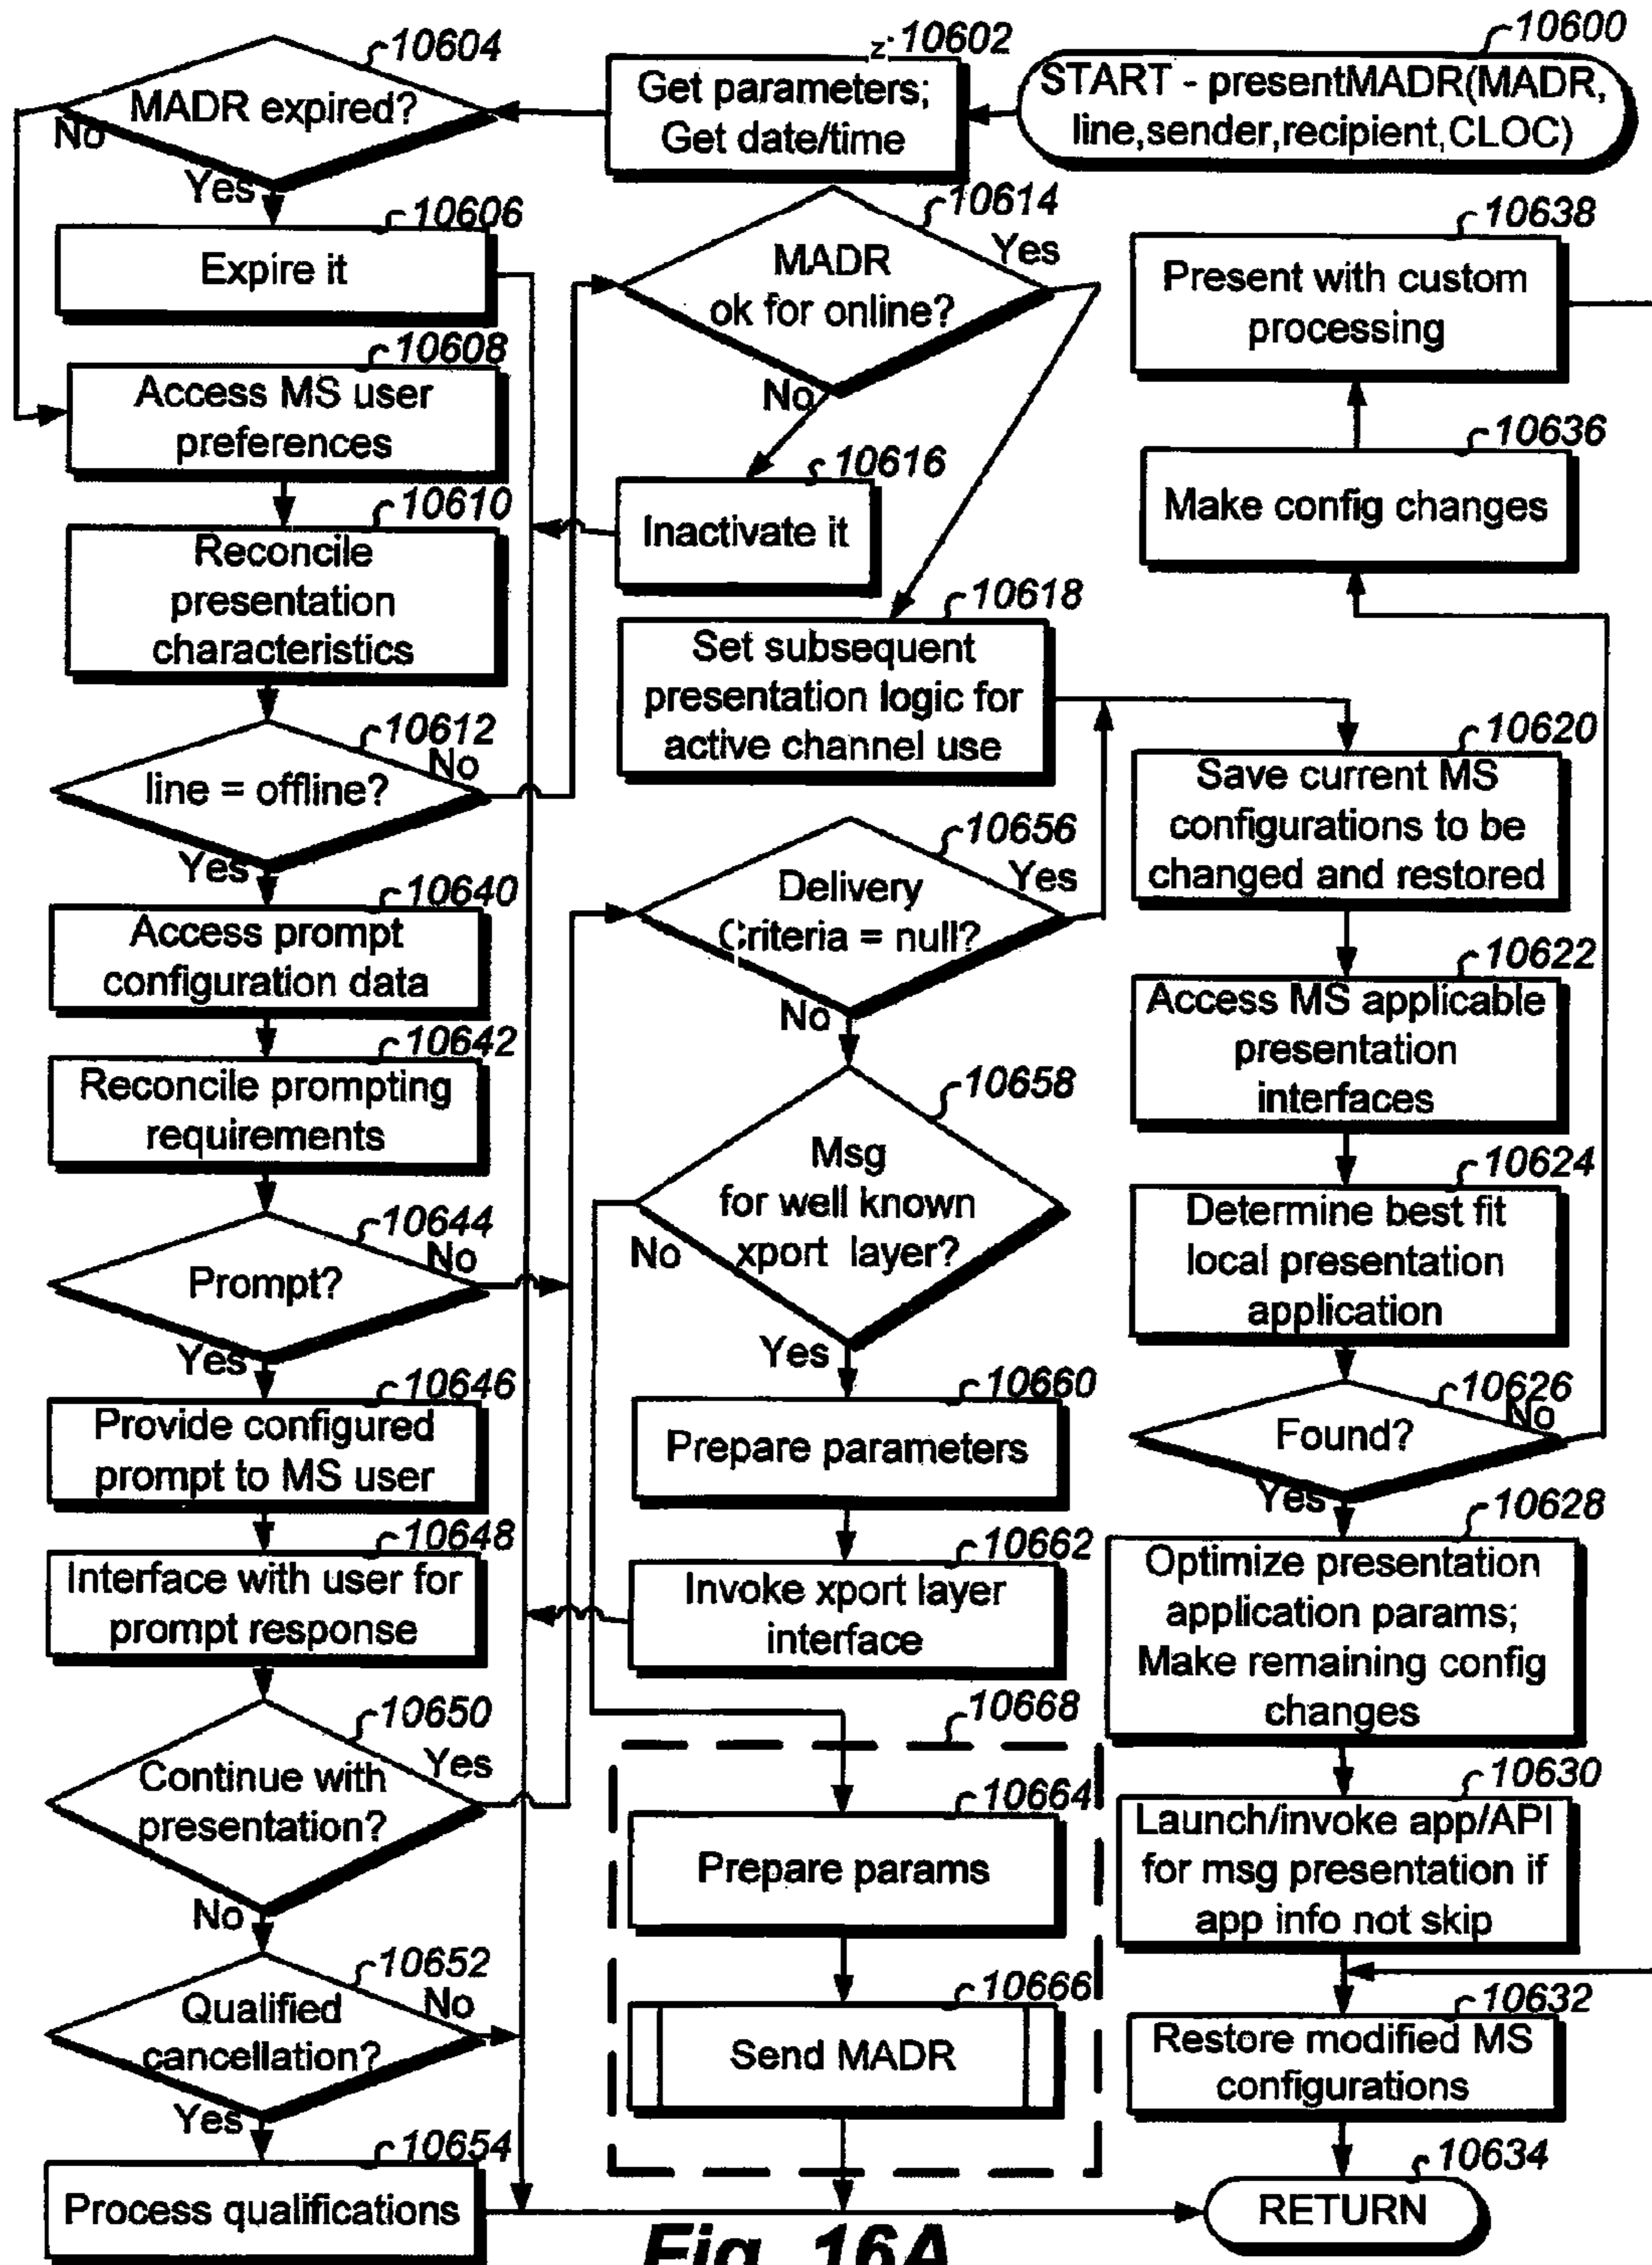 10600
START - presentMADR(MADR,
line,sender,recipient,CLOC)
10602
Get parameters;
Get date/time
10604
MADR expired?
No
Yes
10606
Expire it
10608
Access MS user
preferences
10610
Reconcile
presentation
characteristics
10612
line = offline?
No
Yes
10640
Access prompt
configuration data
10642
Reconcile prompting
requirements
10644
Prompt?
No
Yes
10646
Provide configured
prompt to MS user
10648
Interface with user for
prompt response
10650
Continue with
presentation?
Yes
No
10652
Qualified
cancellation?
No
Yes
10654
Process qualifications
10614
MADR
ok for online?
Yes
No
10616
Inactivate it
10618
Set subsequent
presentation logic for
active channel use
10656
Delivery
Criteria = null?
Yes
No
10658
Msg
for well known
xport layer?
No
Yes
10660
Prepare parameters
10662
Invoke xport layer
interface
10668
10664
Prepare params
10666
Send MADR
10638
Present with custom
processing
10636
Make config changes
10620
Save current MS
configurations to be
changed and restored
10622
Access MS applicable
presentation
interfaces
10624
Determine best fit
local presentation
application
10626
Found?
No
Yes
10628
Optimize presentation
application params;
Make remaining config
changes
10630
Launch/invoke app/API
for msg presentation if
app info not skip
10632
Restore modified MS
configurations
10634
RETURN
Fig. 16A